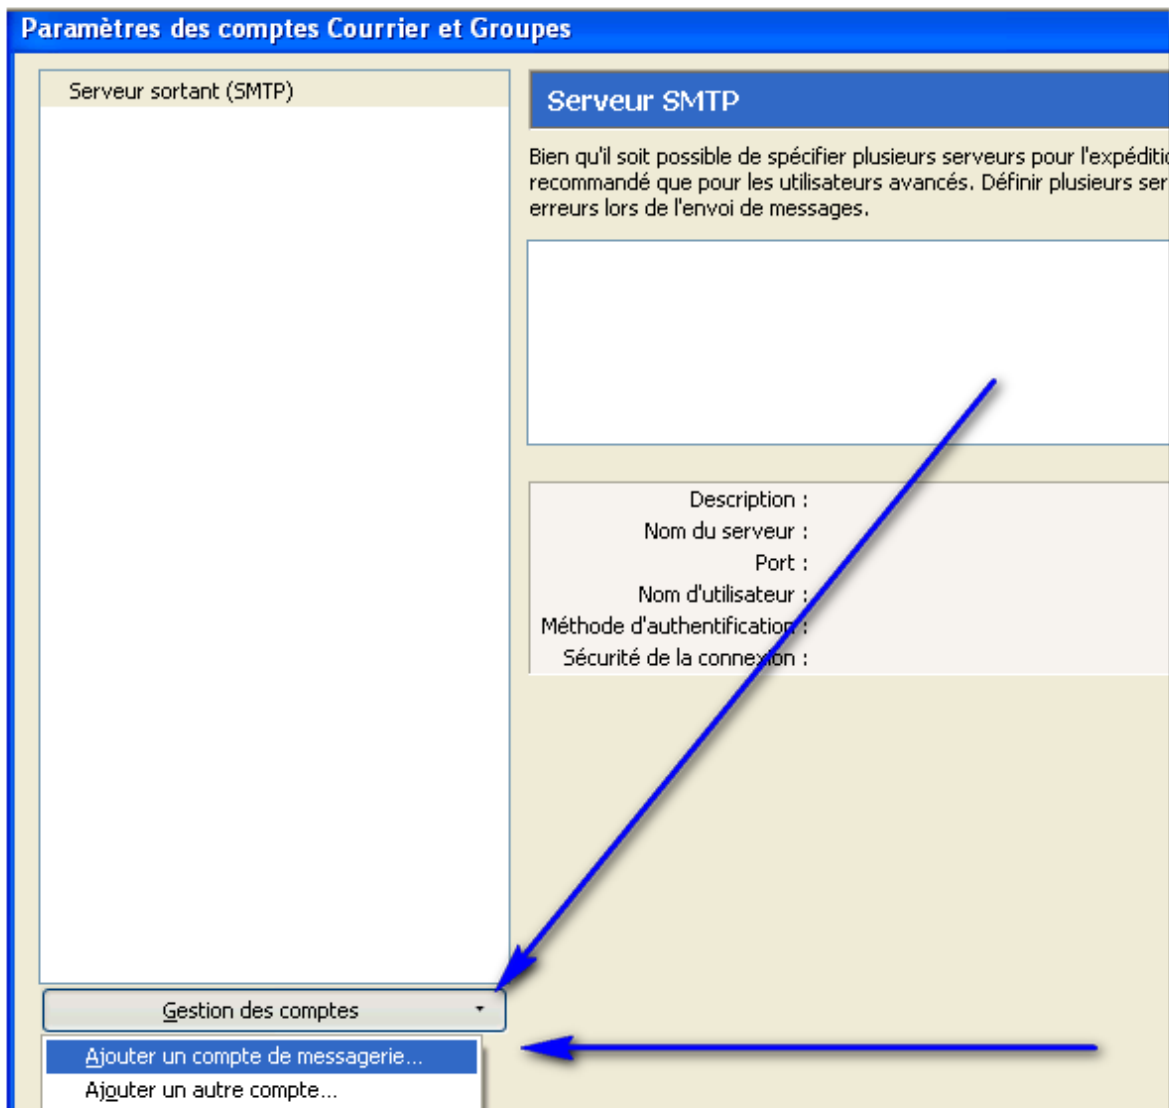 Paramètres des comptes Courrier et Groupes
Serveur sortant (SMTP)
Serveur SMTP
Bien qu'il soit possible de spécifier plusieurs serveurs pour l'expéditi
recommandé que pour les utilisateurs avancés. Définir plusieurs ser
erreurs lors de l'envoi de messages.
Description :
Nom du serveur :
Port :
Nom d'utilisateur :
Méthode d'authentification :
Sécurité de la connexion :
Gestion des comptes
Ajouter un compte de messagerie...
Ajouter un autre compte...